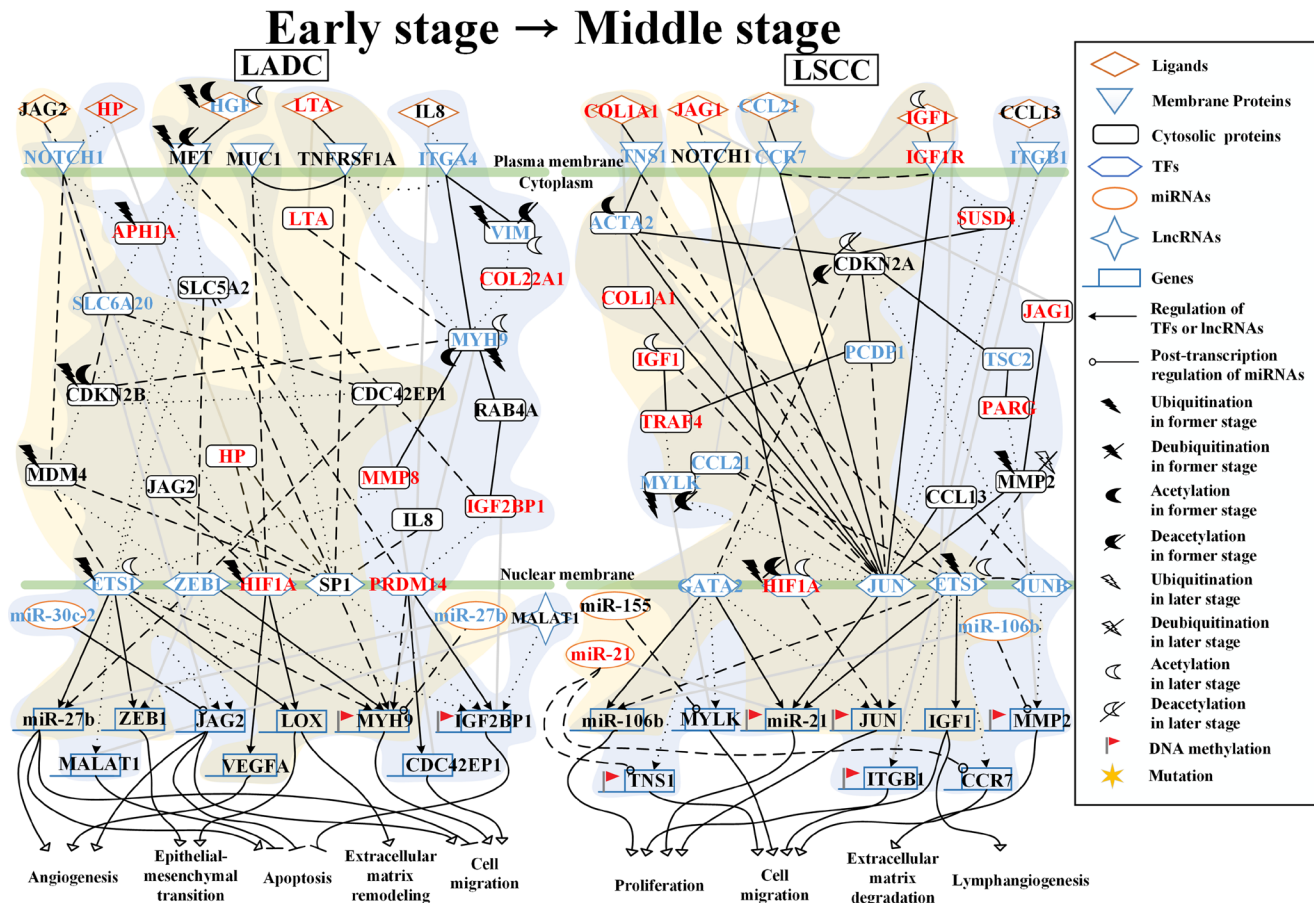 Early stage → Middle stage
LADC
LSCC
JAG2
HP
HGF
LTA
IL8
COL1A1
JAG1
CCL21
IGF1
CCL13
NOTCH1
MET
MUC1
TNFRSF1A
ITGA4
Plasma membrane
Cytoplasm
TNS1
NOTCH1
CCR7
IGF1R
ITGB1
APH1A
LTA
VIM
ACTA2
SUSD4
COL22A1
CDKN2A
SLC5A2
SLC6A20
COL1A1
JAG1
MYH9
IGF1
PCDP1
TSC2
CDKN2B
CDC42EP1
RAB4A
TRAF4
PARG
HP
MDM4
MMP8
CCL21
MYLK
MMP2
JAG2
IGF2BP1
CCL13
IL8
Nuclear membrane
ETS1
ZEB1
HIF1A
SP1
PRDM14
GATA2
HIF1A
JUN
ETS1
JUNB
miR-30c-2
miR-27b
MALAT1
miR-155
miR-21
miR-106b
miR-27b
ZEB1
JAG2
LOX
MYH9
IGF2BP1
miR-106b
MYLK
miR-21
JUN
IGF1
MMP2
MALAT1
VEGFA
CDC42EP1
TNS1
ITGB1
CCR7
Angiogenesis
Epithelial-
mesenchymal
transition
Apoptosis
Extracellular
matrix
remodeling
Cell
migration
Proliferation
Cell
migration
Extracellular
matrix
degradation
Lymphangiogenesis
Ligands
Membrane Proteins
Cytosolic proteins
TFs
miRNAs
LncRNAs
Genes
Regulation of
TFs or lncRNAs
Post-transcription
regulation of miRNAs
Ubiquitination
in former stage
Deubiquitination
in former stage
Acetylation
in former stage
Deacetylation
in former stage
Ubiquitination
in later stage
Deubiquitination
in later stage
Acetylation
in later stage
Deacetylation
in later stage
DNA methylation
Mutation